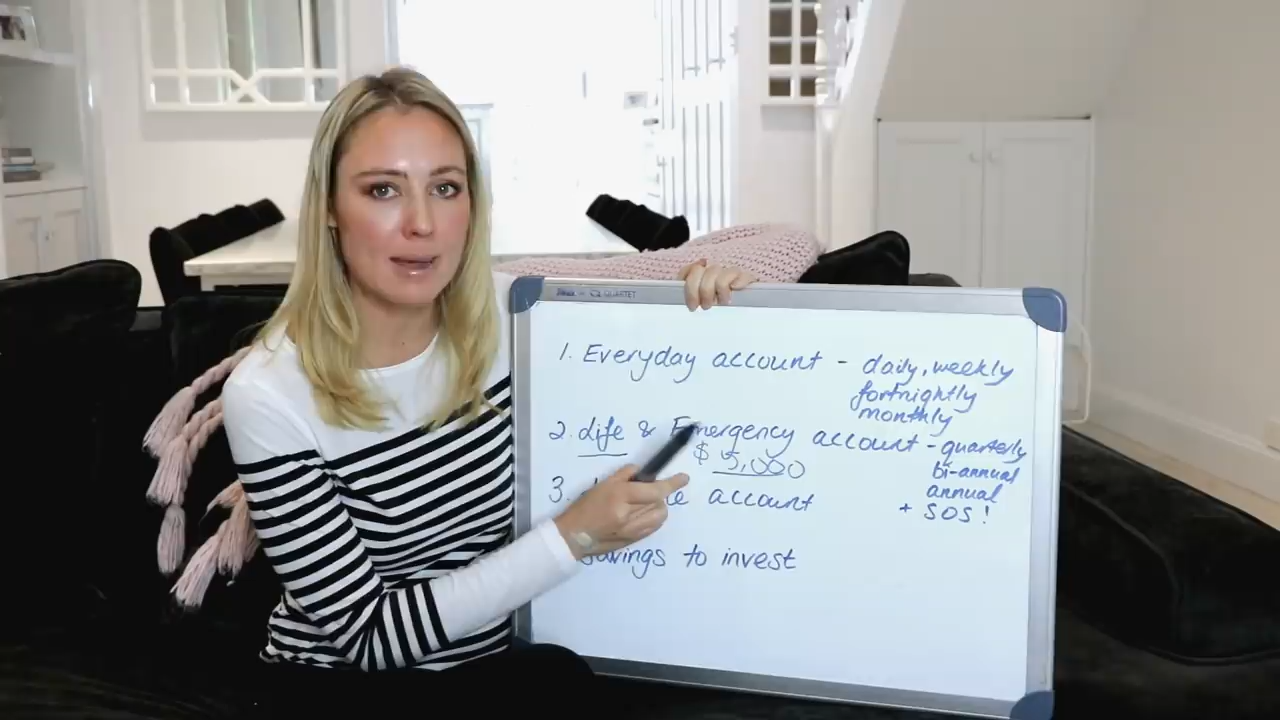 QUARTET
1. Everyday account - daily, weekly
fortnightly
monthly
2. Life & Emergency account - quarterly
$ 5,000
bi-annual
annual
3. account
+ SOS!
savings to invest